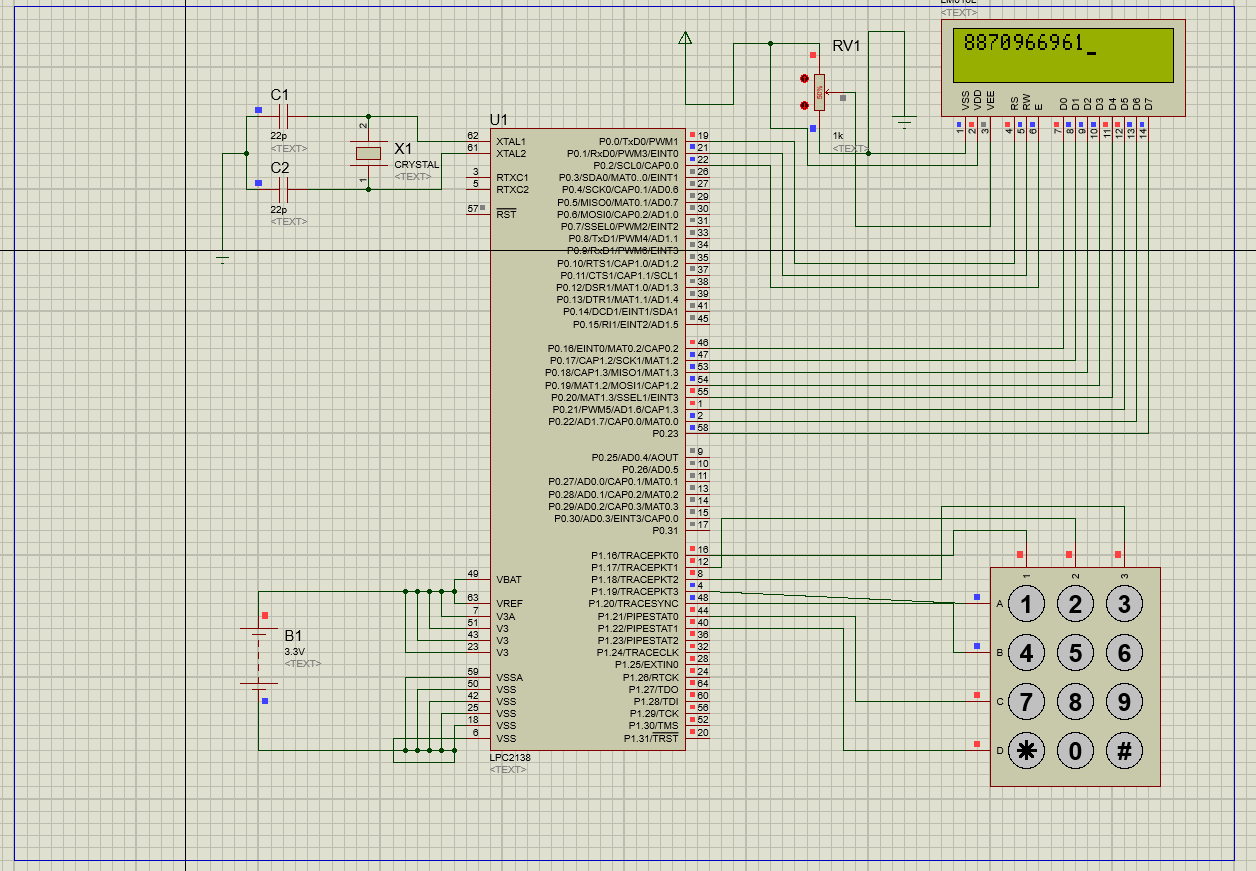 <TEXT>
8870966961_
RV1
50%
1k
<TEXT>
VSS VDD VEE RS RW E D0 D1 D2 D3 D4 D5 D6 D7
1 2 3 4 5 6 7 8 9 10 11 12 13 14
C1
22p
<TEXT>
C2
22p
<TEXT>
2
1
X1
CRYSTAL
<TEXT>
U1
62 XTAL1
61 XTAL2
3 RTXC1
5 RTXC2
57 RST
49 VBAT
63 VREF
7 V3A
51 V3
43 V3
23 V3
59 VSSA
50 VSS
42 VSS
25 VSS
18 VSS
6 VSS
P0.0/TxD0/PWM1 19
P0.1/RxD0/PWM3/EINT0 21
P0.2/SCL0/CAP0.0 22
P0.3/SDA0/MAT0..0/EINT1 26
P0.4/SCK0/CAP0.1/AD0.6 27
P0.5/MISO0/MAT0.1/AD0.7 29
P0.6/MOSI0/CAP0.2/AD1.0 30
P0.7/SSEL0/PWM2/EINT2 31
P0.8/TxD1/PWM4/AD1.1 33
P0.9/RxD1/PWM6/EINT3 34
P0.10/RTS1/CAP1.0/AD1.2 35
P0.11/CTS1/CAP1.1/SCL1 37
P0.12/DSR1/MAT1.0/AD1.3 38
P0.13/DTR1/MAT1.1/AD1.4 39
P0.14/DCD1/EINT1/SDA1 41
P0.15/RI1/EINT2/AD1.5 45
P0.16/EINT0/MAT0.2/CAP0.2 46
P0.17/CAP1.2/SCK1/MAT1.2 47
P0.18/CAP1.3/MISO1/MAT1.3 53
P0.19/MAT1.2/MOSI1/CAP1.2 54
P0.20/MAT1.3/SSEL1/EINT3 55
P0.21/PWM5/AD1.6/CAP1.3 1
P0.22/AD1.7/CAP0.0/MAT0.0 2
P0.23 58
P0.25/AD0.4/AOUT 9
P0.26/AD0.5 10
P0.27/AD0.0/CAP0.1/MAT0.1 11
P0.28/AD0.1/CAP0.2/MAT0.2 13
P0.29/AD0.2/CAP0.3/MAT0.3 14
P0.30/AD0.3/EINT3/CAP0.0 15
P0.31 17
P1.16/TRACEPKT0 16
P1.17/TRACEPKT1 12
P1.18/TRACEPKT2 8
P1.19/TRACEPKT3 4
P1.20/TRACESYNC 48
P1.21/PIPESTAT0 44
P1.22/PIPESTAT1 40
P1.23/PIPESTAT2 36
P1.24/TRACECLK 32
P1.25/EXTIN0 28
P1.26/RTCK 24
P1.27/TDO 64
P1.28/TDI 60
P1.29/TCK 56
P1.30/TMS 52
P1.31/TRST 20
LPC2138
<TEXT>
B1
3.3V
<TEXT>
1 2 3
A 1 2 3
B 4 5 6
C 7 8 9
D * 0 #